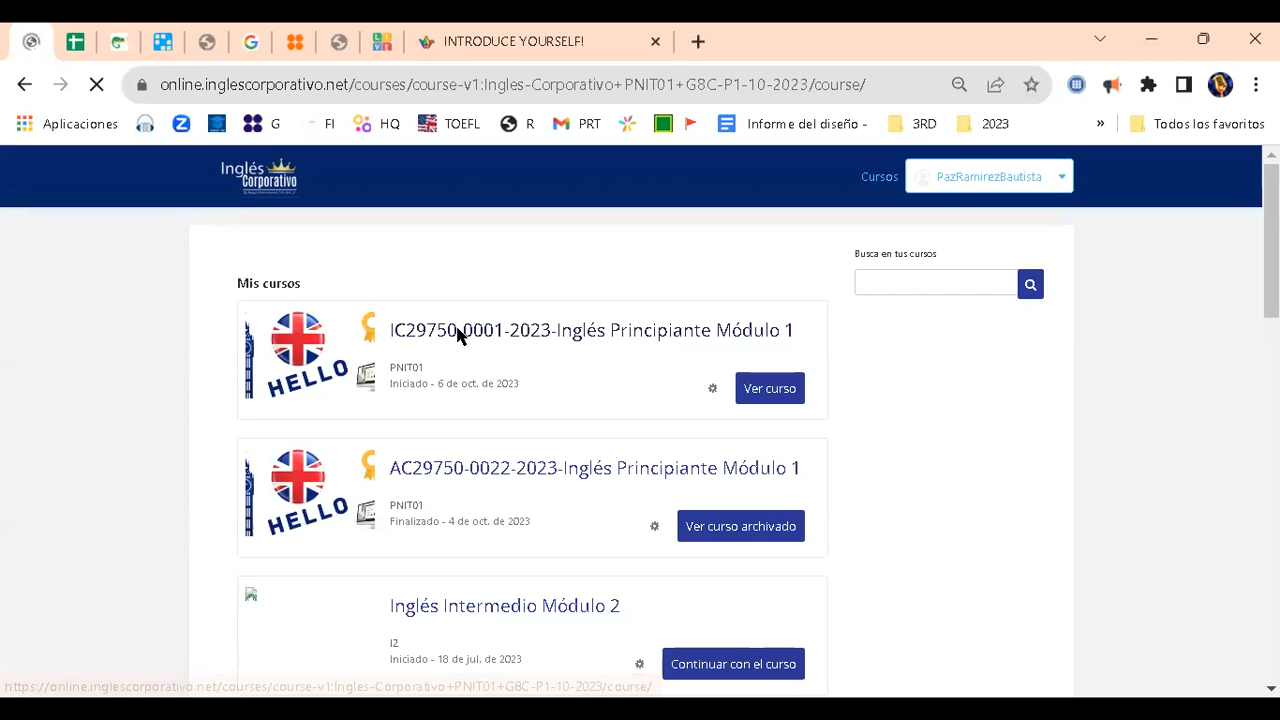 INTRODUCE YOURSELF!
online.inglescorporativo.net/courses/course-v1:Ingles-Corporativo+PNIT01+G8C-P1-10-2023/course/
Aplicaciones G FI HQ TOEFL R PRT Informe del diseño - 3RD 2023 » Todos los favoritos
Inglés
Corporativo
Cursos PazRamirezBautista
Busca en tus cursos
Mis cursos
HELLO
IC29750-0001-2023-Inglés Principiante Módulo 1
PNIT01
Iniciado - 6 de oct. de 2023
Ver curso
HELLO
AC29750-0022-2023-Inglés Principiante Módulo 1
PNIT01
Finalizado - 4 de oct. de 2023
Ver curso archivado
Inglés Intermedio Módulo 2
I2
Iniciado - 18 de jul. de 2023
Continuar con el curso
https://online.inglescorporativo.net/courses/course-v1:Ingles-Corporativo+PNIT01+G8C-P1-10-2023/course/